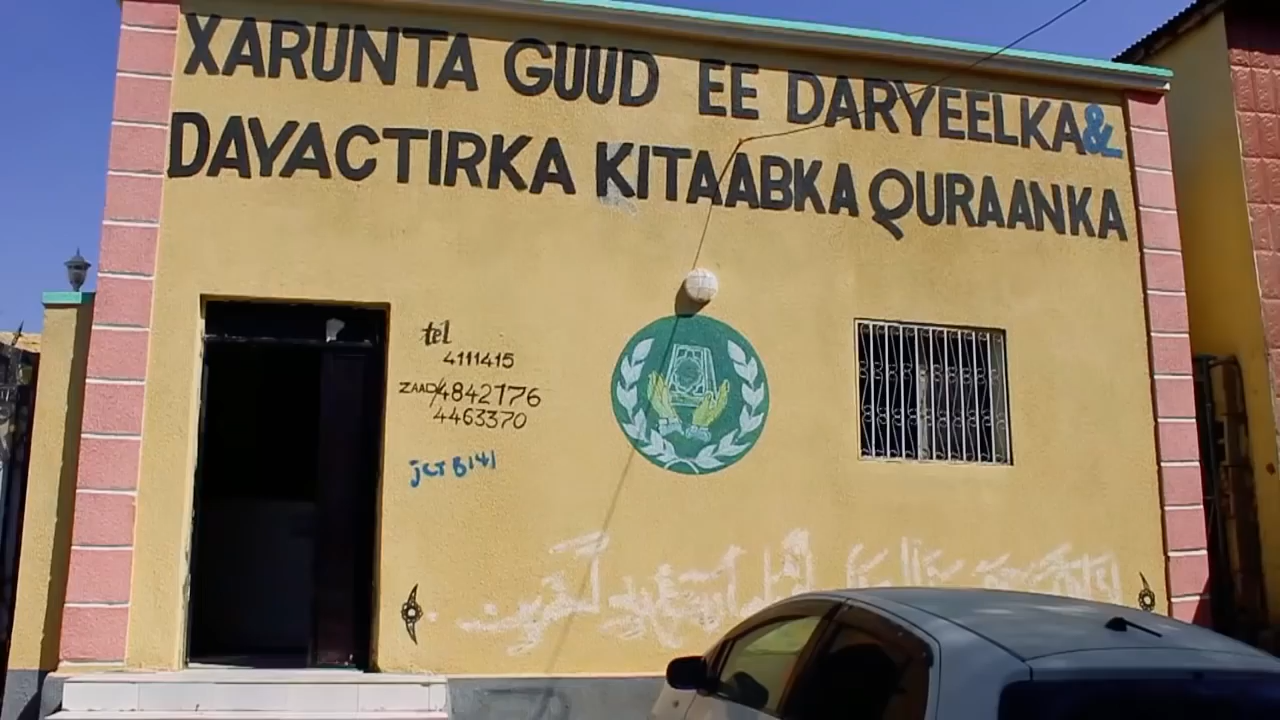 XARUNTA GUUD EE DARYEELKA &
DAYACTIRKA KITAABKA QURAANKA
tel
4111415
ZAAD/4842776
4463370
JCT B141